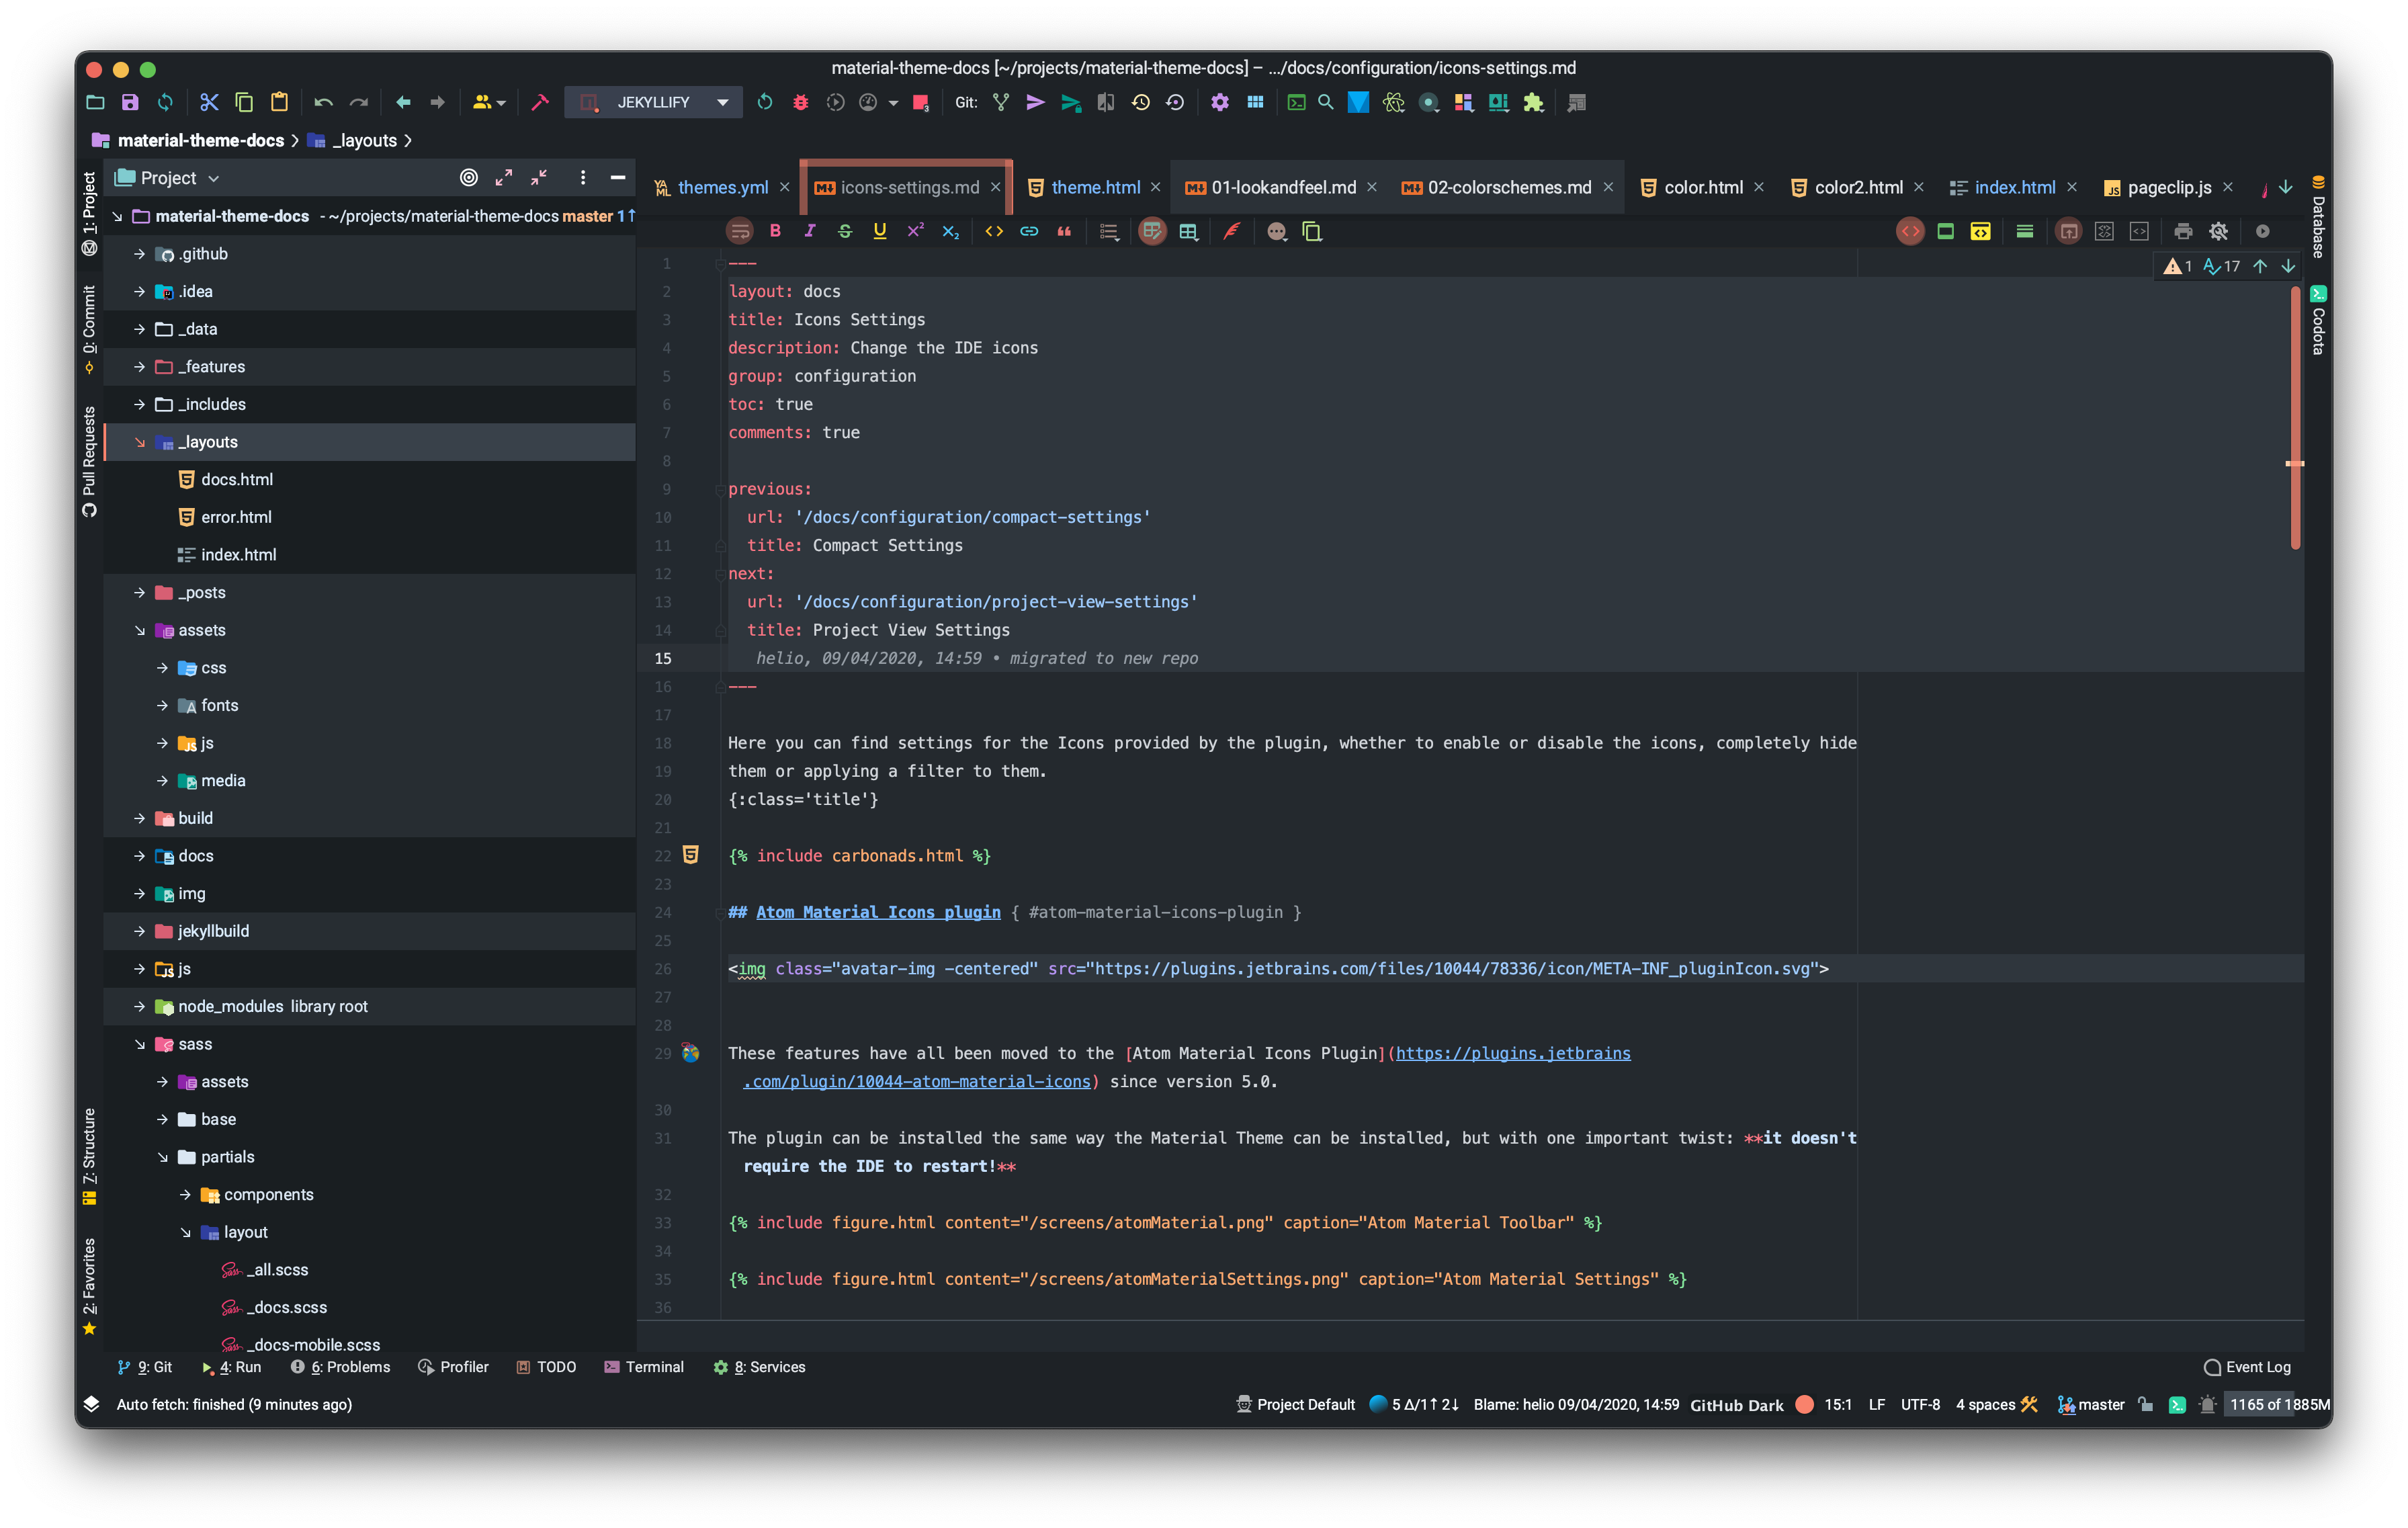 material-theme-docs [~/projects/material-theme-docs] – .../docs/configuration/icons-settings.md
JEKYLLIFY
3
Git:
material-theme-docs
_layouts
1: Project
0: Commit
Pull Requests
7: Structure
2: Favorites
Project
material-theme-docs - ~/projects/material-theme-docs master 1↑
.github
.idea
_data
_features
_includes
_layouts
docs.html
error.html
index.html
_posts
assets
css
fonts
js
media
build
docs
img
jekyllbuild
js
node_modules library root
sass
assets
base
partials
components
layout
_all.scss
_docs.scss
_docs-mobile.scss
themes.yml
icons-settings.md
theme.html
01-lookandfeel.md
02-colorschemes.md
color.html
color2.html
index.html
pageclip.js
1 17
1 ---
2 layout: docs
3 title: Icons Settings
4 description: Change the IDE icons
5 group: configuration
6 toc: true
7 comments: true
8
9 previous:
10 url: '/docs/configuration/compact-settings'
11 title: Compact Settings
12 next:
13 url: '/docs/configuration/project-view-settings'
14 title: Project View Settings
15 helio, 09/04/2020, 14:59 • migrated to new repo
16 ---
17
18 Here you can find settings for the Icons provided by the plugin, whether to enable or disable the icons, completely hide
19 them or applying a filter to them.
20 {:class='title'}
21
22 {% include carbonads.html %}
23
24 ## Atom Material Icons plugin { #atom-material-icons-plugin }
25
26 <img class="avatar-img -centered" src="https://plugins.jetbrains.com/files/10044/78336/icon/META-INF_pluginIcon.svg">
27
28
29 These features have all been moved to the [Atom Material Icons Plugin](https://plugins.jetbrains
.com/plugin/10044-atom-material-icons) since version 5.0.
30
31 The plugin can be installed the same way the Material Theme can be installed, but with one important twist: **it doesn't
require the IDE to restart!**
32
33 {% include figure.html content="/screens/atomMaterial.png" caption="Atom Material Toolbar" %}
34
35 {% include figure.html content="/screens/atomMaterialSettings.png" caption="Atom Material Settings" %}
36
Database
Codota
9: Git
4: Run
6: Problems
Profiler
TODO
Terminal
8: Services
Event Log
Auto fetch: finished (9 minutes ago)
Project Default
5 Δ/1↑ 2↓
Blame: helio 09/04/2020, 14:59
GitHub Dark
15:1
LF
UTF-8
4 spaces
master
1165 of 1885M